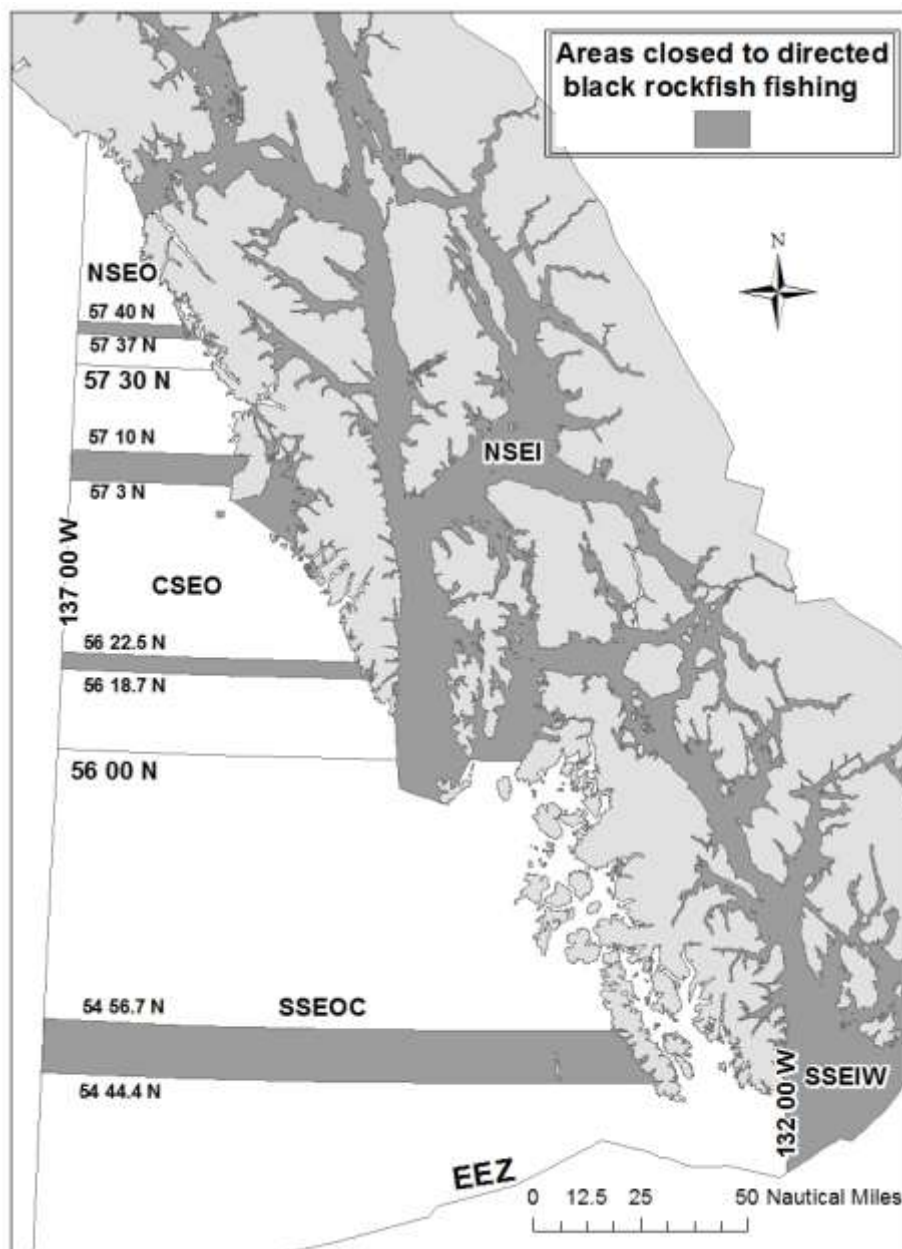 Areas closed to directed
black rockfish fishing
N
NSEO
57 40 N
57 37 N
57 30 N
57 10 N
NSEI
57 3 N
137 00 W
CSEO
56 22.5 N
56 18.7 N
56 00 N
54 56.7 N
SSEOC
54 44.4 N
132 00 W
SSEIW
EEZ
0 12.5 25 50 Nautical Miles